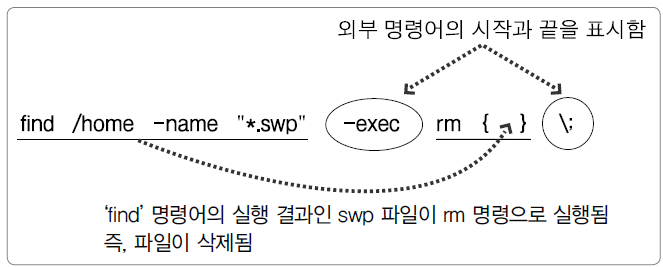 외부 명령어의 시작과 끝을 표시함
find /home -name "*.swp" -exec rm { } \;
'find' 명령어의 실행 결과인 swp 파일이 rm 명령으로 실행됨
즉, 파일이 삭제됨